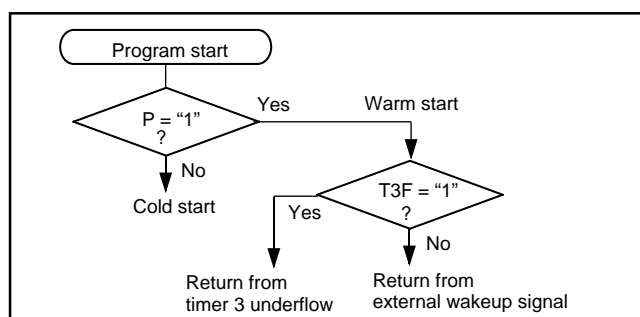 Program start
P = “1”
?
Yes
Warm start
No
Cold start
T3F = “1”
?
Yes
No
Return from
timer 3 underflow
Return from
external wakeup signal